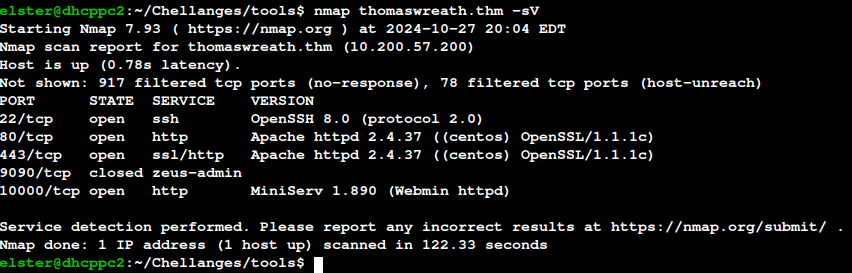 elster@dhcppc2:~/Chellanges/tools$ nmap thomaswreath.thm -sV
Starting Nmap 7.93 ( https://nmap.org ) at 2024-10-27 20:04 EDT
Nmap scan report for thomaswreath.thm (10.200.57.200)
Host is up (0.78s latency).
Not shown: 917 filtered tcp ports (no-response), 78 filtered tcp ports (host-unreach)
PORT      STATE  SERVICE    VERSION
22/tcp    open   ssh        OpenSSH 8.0 (protocol 2.0)
80/tcp    open   http       Apache httpd 2.4.37 ((centos) OpenSSL/1.1.1c)
443/tcp   open   ssl/http   Apache httpd 2.4.37 ((centos) OpenSSL/1.1.1c)
9090/tcp  closed zeus-admin
10000/tcp open   http       MiniServ 1.890 (Webmin httpd)
Service detection performed. Please report any incorrect results at https://nmap.org/submit/ .
Nmap done: 1 IP address (1 host up) scanned in 122.33 seconds
elster@dhcppc2:~/Chellanges/tools$